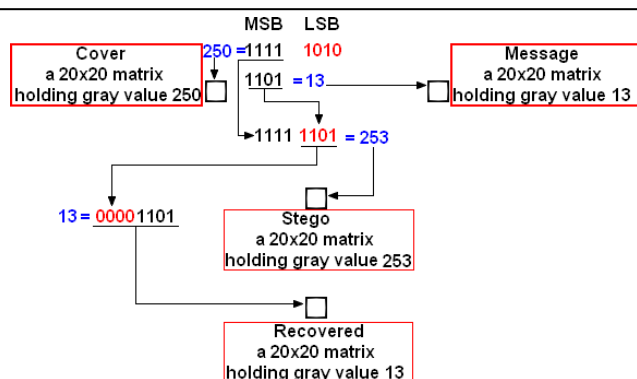 MSB LSB
Cover
a 20x20 matrix
holding gray value 250
250 = 1111 1010
1101 = 13
Message
a 20x20 matrix
holding gray value 13
1111 1101 = 253
13 = 00001101
Stego
a 20x20 matrix
holding gray value 253
Recovered
a 20x20 matrix
holding gray value 13